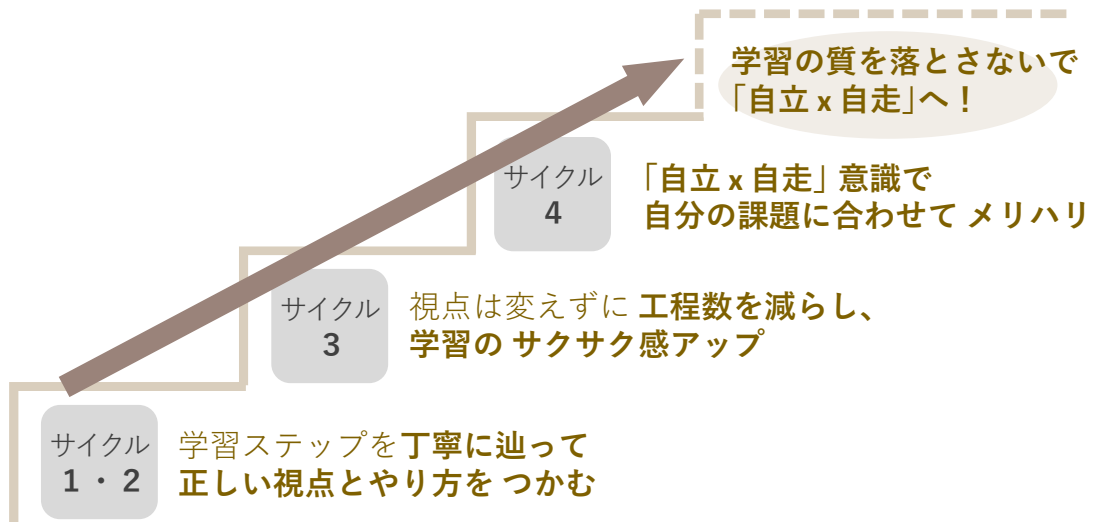 学習の質を落とさないで
「自立 x 自走」へ！
サイクル
4
「自立 x 自走」 意識で
自分の課題に合わせて メリハリ
サイクル
3
視点は変えずに 工程数を減らし、
学習の サクサク感アップ
サイクル
1 ・ 2
学習ステップを丁寧に辿って
正しい視点とやり方を つかむ